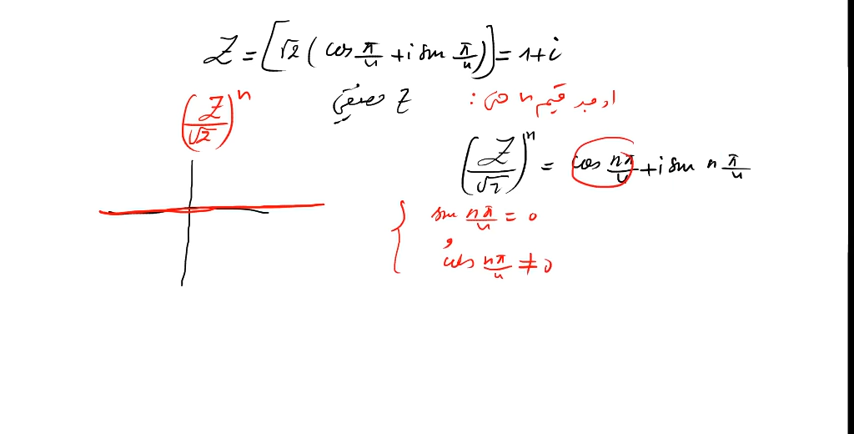 Z = [√2 ( cos π/4 + i sin π/4 )] = 1 + i
اوجد قيم n حتى : Z حقيقي
(Z/√2)^n
(Z/√2)^n = cos nπ/4 + i sin n π/4
{ sin nπ/4 = 0
و
cos nπ/4 ≠ 0